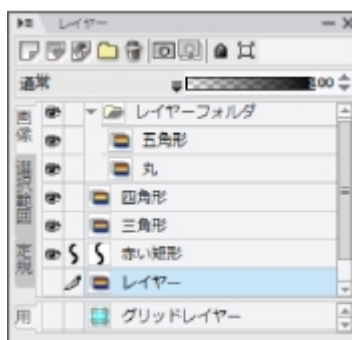 レイヤー
通常
100
画像
レイヤーフォルダ
五角形
丸
選択範囲
四角形
三角形
定規
赤い矩形
レイヤー
用
グリッドレイヤー